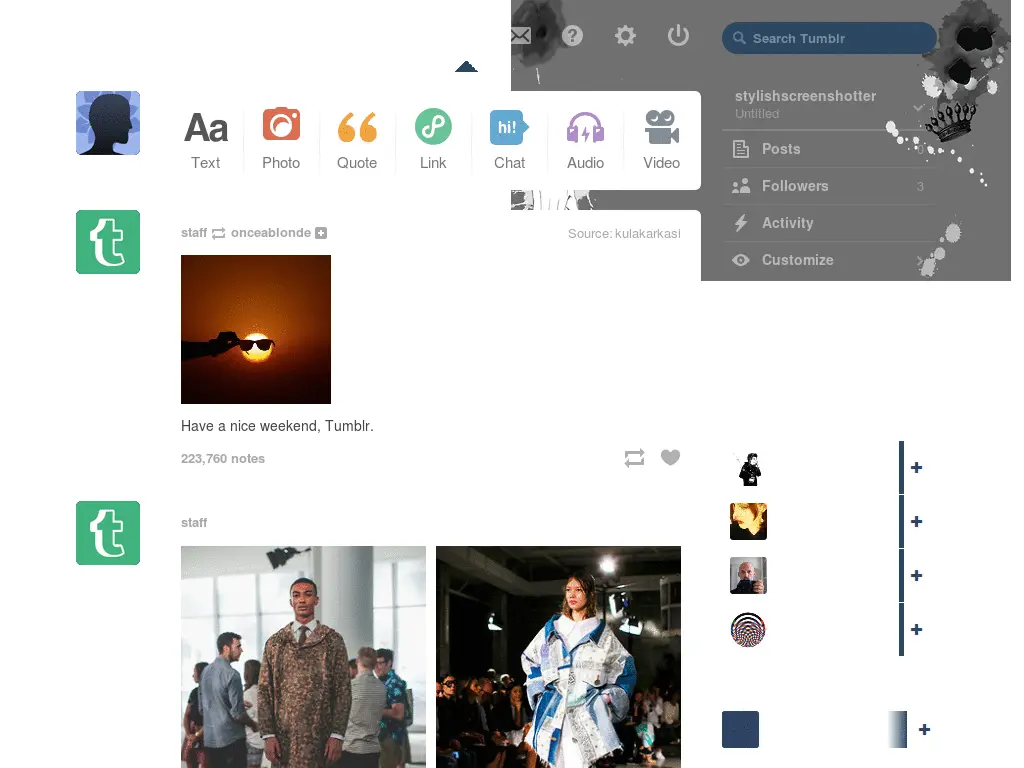 Search Tumblr
stylishscreenshotter
Untitled
Aa
Text
Photo
Quote
Link
hi!
Chat
Audio
Video
Posts
Followers 3
Activity
Customize
staff onceablonde
Source: kulakarkasi
Have a nice weekend, Tumblr.
223,760 notes
staff